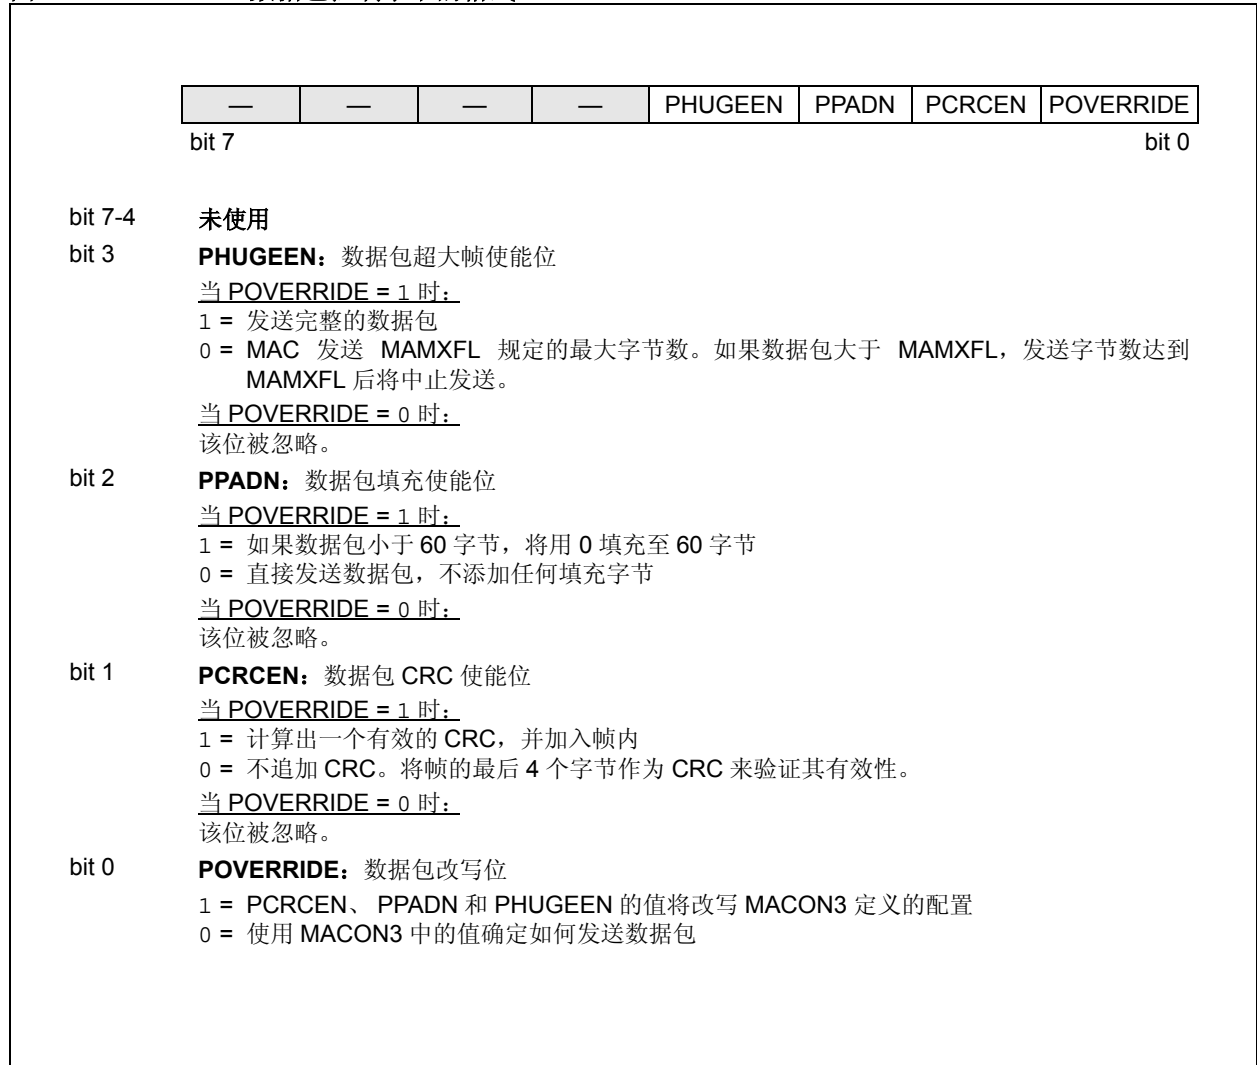 — — — — PHUGEEN PPADN PCRCEN POVERRIDE
bit 7 bit 0
bit 7-4 未使用
bit 3 PHUGEEN：数据包超大帧使能位
当 POVERRIDE = 1 时：
1 = 发送完整的数据包
0 = MAC 发送 MAMXFL 规定的最大字节数。如果数据包大于 MAMXFL，发送字节数达到
MAMXFL 后将中止发送。
当 POVERRIDE = 0 时：
该位被忽略。
bit 2 PPADN：数据包填充使能位
当 POVERRIDE = 1 时：
1 = 如果数据包小于 60 字节，将用 0 填充至 60 字节
0 = 直接发送数据包，不添加任何填充字节
当 POVERRIDE = 0 时：
该位被忽略。
bit 1 PCRCEN：数据包 CRC 使能位
当 POVERRIDE = 1 时：
1 = 计算出一个有效的 CRC，并加入帧内
0 = 不追加 CRC。将帧的最后 4 个字节作为 CRC 来验证其有效性。
当 POVERRIDE = 0 时：
该位被忽略。
bit 0 POVERRIDE：数据包改写位
1 = PCRCEN、 PPADN 和 PHUGEEN 的值将改写 MACON3 定义的配置
0 = 使用 MACON3 中的值确定如何发送数据包